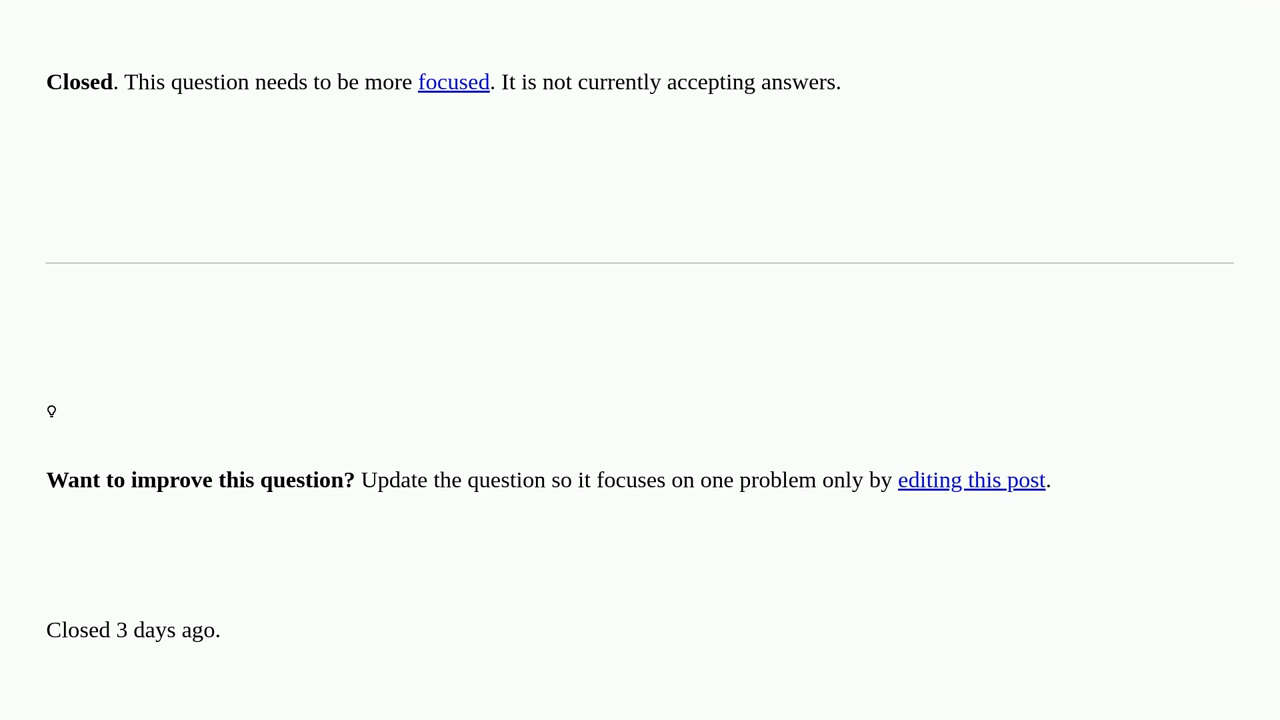 Closed. This question needs to be more focused. It is not currently accepting answers.
Want to improve this question? Update the question so it focuses on one problem only by editing this post.
Closed 3 days ago.